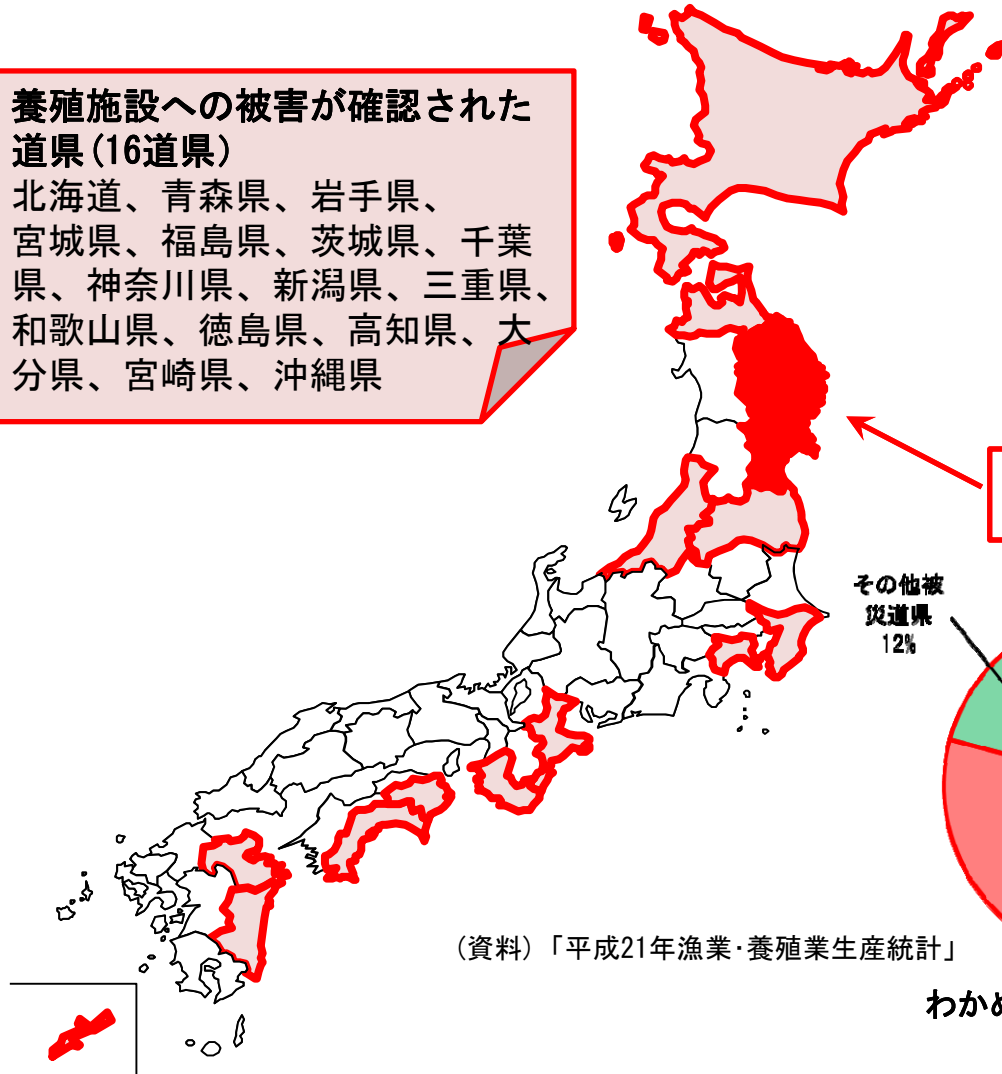 養殖施設への被害が確認された
道県(16道県)
北海道、青森県、岩手県、
宮城県、福島県、茨城県、千葉
県、神奈川県、新潟県、三重県、
和歌山県、徳島県、高知県、大
分県、宮崎県、沖縄県
その他被
災道県
12%
(資料)「平成21年漁業・養殖業生産統計」
わかめ